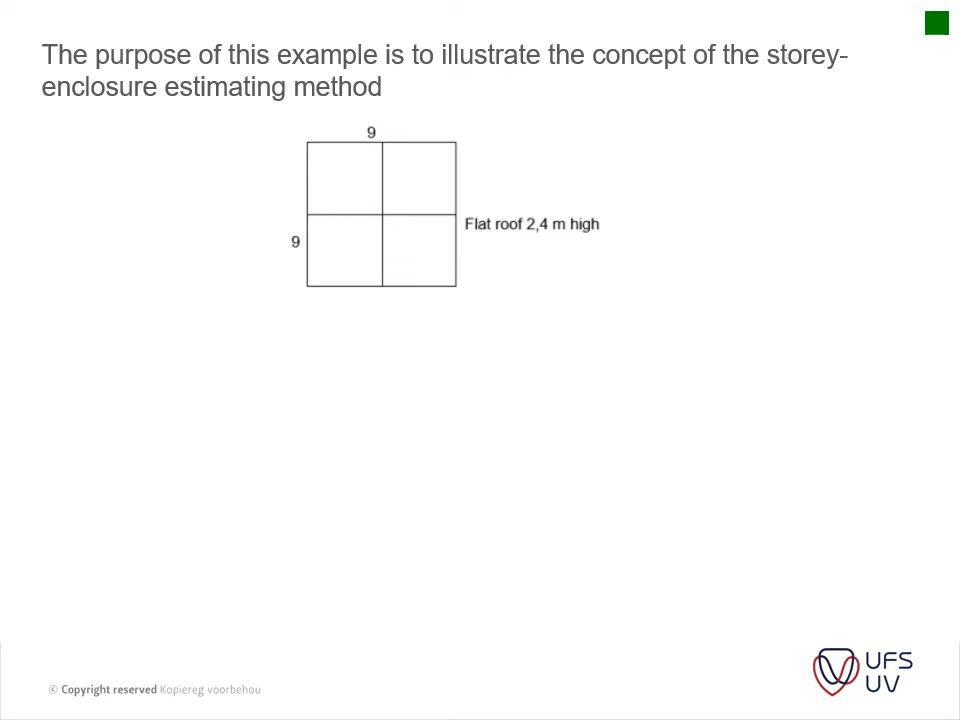 The purpose of this example is to illustrate the concept of the storey-
enclosure estimating method
9
9
Flat roof 2,4 m high
© Copyright reserved Kopiereg voorbehou
UFS
UV